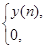 y(n),
0,